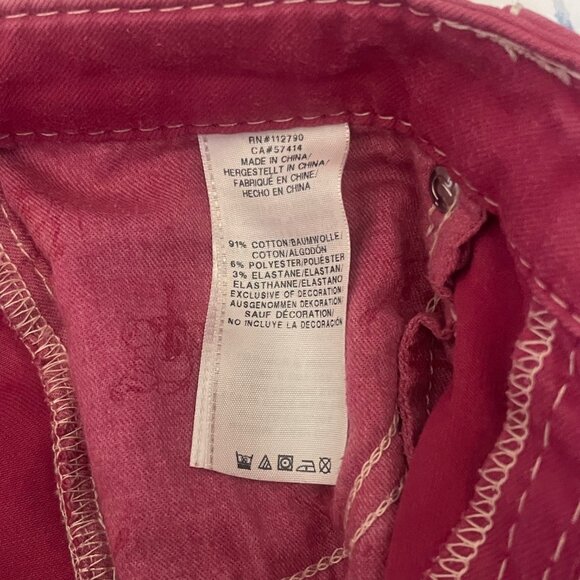 RN#112790
CA#57414
MADE IN CHINA/
HERGESTELLT IN CHINA/
FABRIQUÉ EN CHINE/
HECHO EN CHINA
91% COTTON/BAUMWOLLE/
COTON/ALGODÓN
6% POLYESTER/POLIÉSTER
3% ELASTANE/ELASTAN/
ELASTHANNE/ELASTANO
EXCLUSIVE OF DECORATION/
AUSGENOMMEN DEKORATION
SAUF DÉCORATION/
NO INCLUYE LA DECORACIÓN